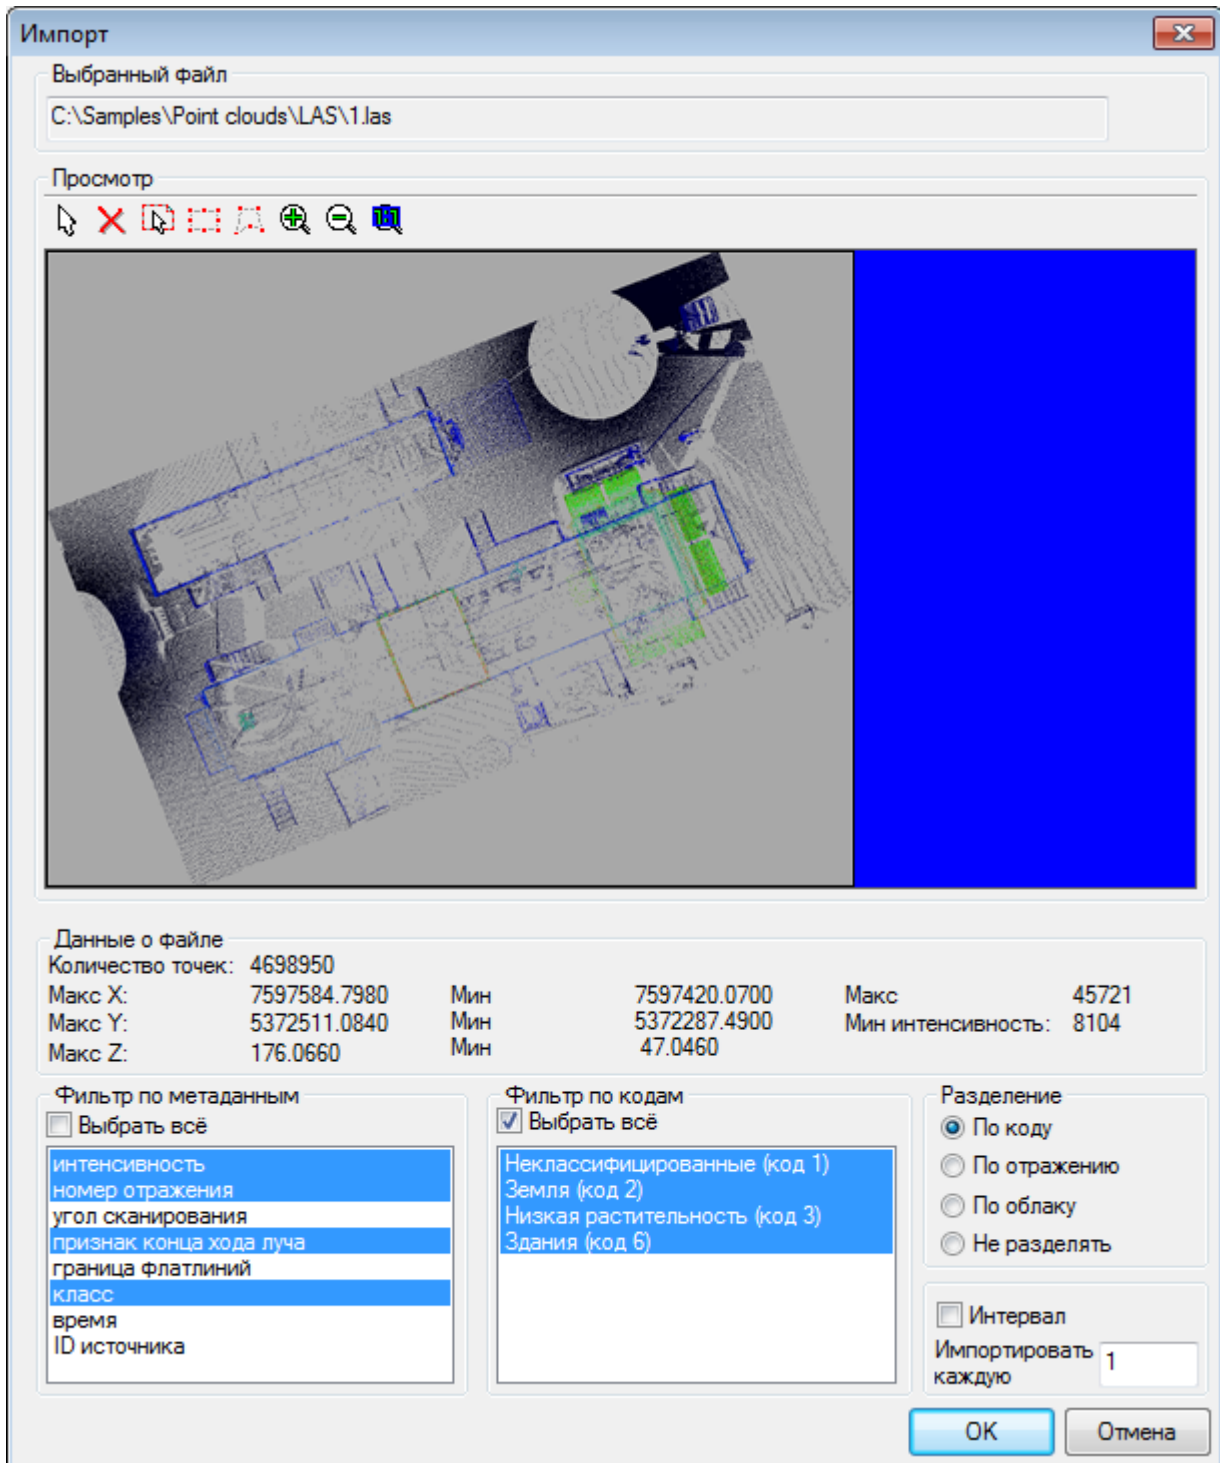 Импорт
Выбранный файл
C:\Samples\Point clouds\LAS\1.las
Просмотр
1:1
Данные о файле
Количество точек: 4698950
Макс X: 7597584.7980 Мин 7597420.0700 Макс 45721
Макс Y: 5372511.0840 Мин 5372287.4900 Мин интенсивность: 8104
Макс Z: 176.0660 Мин 47.0460
Фильтр по метаданным
Выбрать всё
интенсивность
номер отражения
угол сканирования
признак конца хода луча
граница флатлиний
класс
время
ID источника
Фильтр по кодам
Выбрать всё
Неклассифицированные (код 1)
Земля (код 2)
Низкая растительность (код 3)
Здания (код 6)
Разделение
По коду
По отражению
По облаку
Не разделять
Интервал
Импортировать каждую 1
OK
Отмена